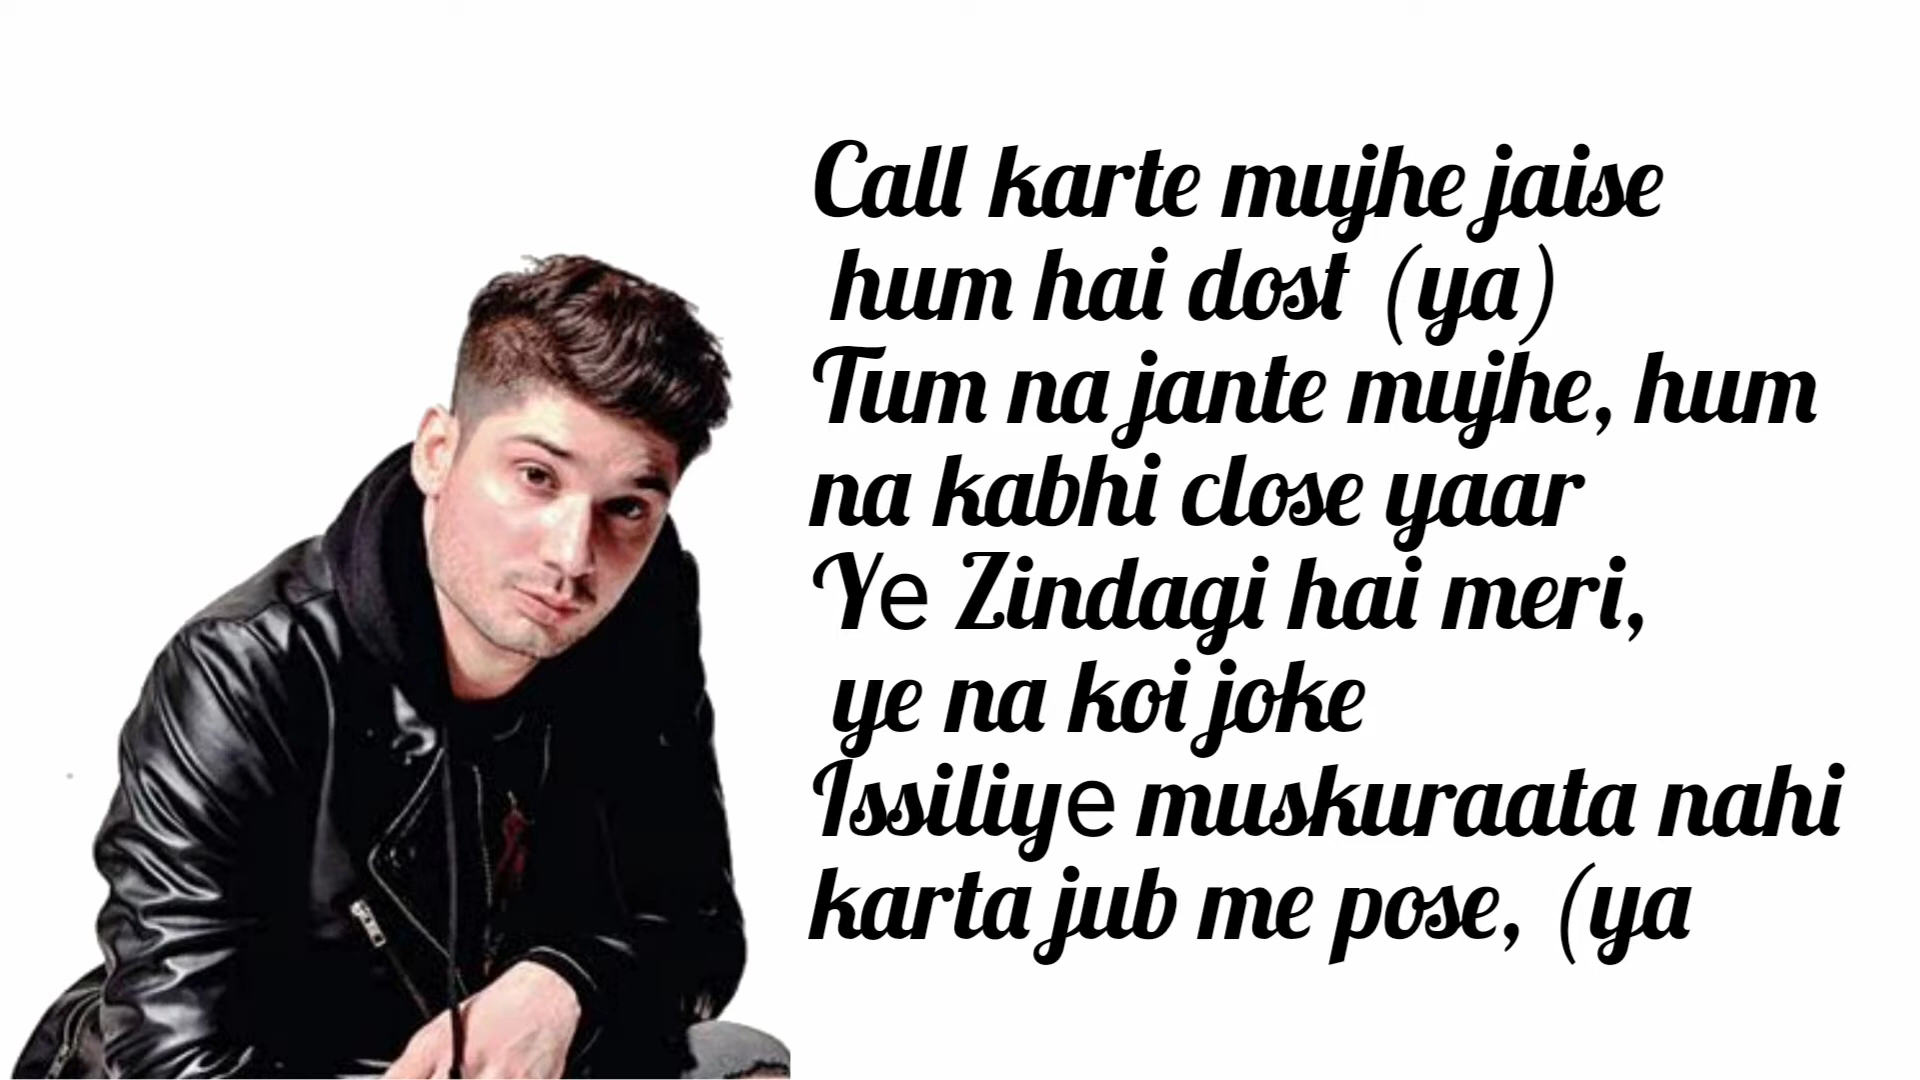 Call karte mujhe jaise
hum hai dost (ya)
Tum na jante mujhe, hum
na kabhi close yaar
Ye Zindagi hai meri,
ye na koi joke
Issiliye muskuraata nahi
karta jub me pose, (ya